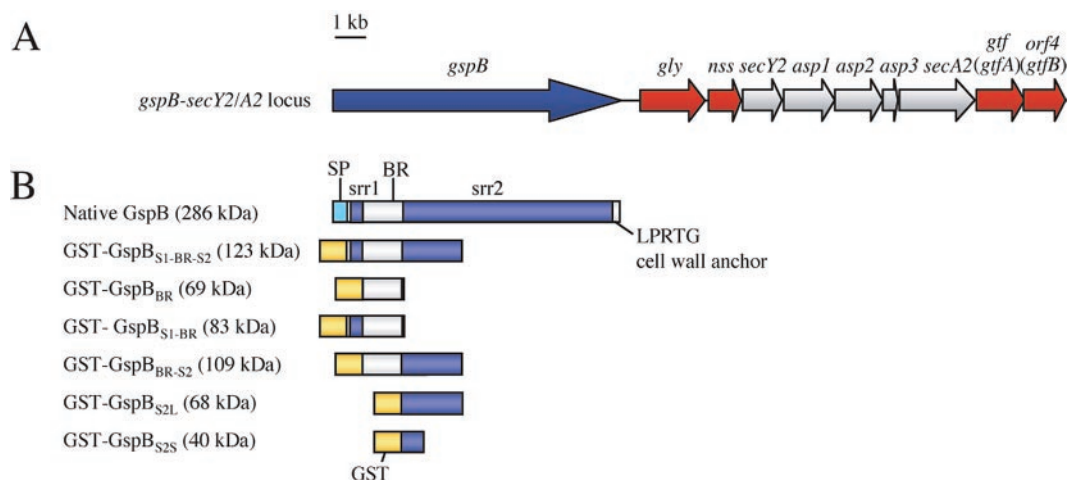 A
1 kb
gspB-secY2/A2 locus
gspB
gly
nss secY2 asp1 asp2 asp3 secA2
gtf
(gtfA)
orf4
(gtfB)
B
SP
srr1
BR
srr2
Native GspB (286 kDa)
LPRTG
cell wall anchor
GST-GspBS1-BR-S2 (123 kDa)
GST-GspBBR (69 kDa)
GST- GspBS1-BR (83 kDa)
GST-GspBBR-S2 (109 kDa)
GST-GspBS2L (68 kDa)
GST-GspBS2S (40 kDa)
GST